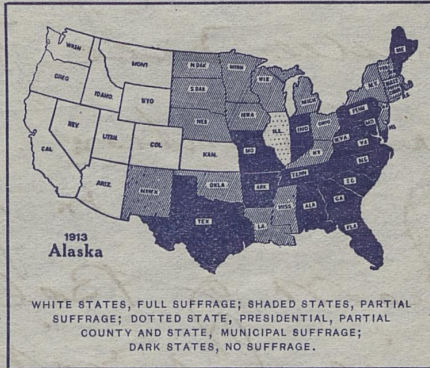 WASH
MONT
N DAK
MINN
ME
OREG
IDAHO
S DAK
WIS
MICH
N.Y.
WYO
NEV
UTAH
NEB
IOWA
ILL
IND
OHIO
PENN
CAL
COL
KAN.
MO
KY
W.VA
VA
MD
ARIZ.
N MEX
OKLA
ARK
TENN
N.C
S.C
TEX
LA
MISS
ALA
GA
FLA
1913
Alaska
WHITE STATES, FULL SUFFRAGE; SHADED STATES, PARTIAL
SUFFRAGE; DOTTED STATE, PRESIDENTIAL, PARTIAL
COUNTY AND STATE, MUNICIPAL SUFFRAGE;
DARK STATES, NO SUFFRAGE.